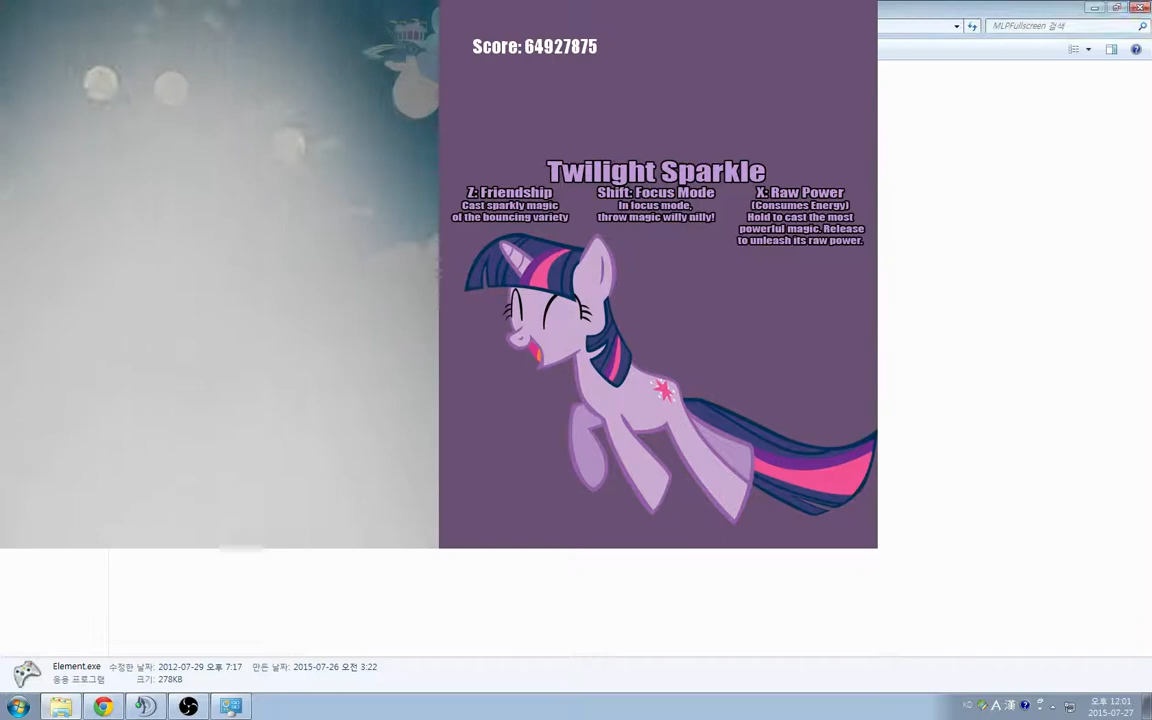 MLPFullscreen 검색
Score: 64927875
Twilight Sparkle
Z: Friendship
Cast sparkly magic
of the bouncing variety
Shift: Focus Mode
In focus mode,
throw magic willy nilly!
X: Raw Power
(Consumes Energy)
Hold to cast the most
powerful magic. Release
to unleash its raw power.
Element.exe 수정한 날짜: 2012-07-29 오후 7:17 만든 날짜: 2015-07-26 오전 3:22
응용 프로그램 크기: 278KB
A 漢
오후 12:01
2015-07-27